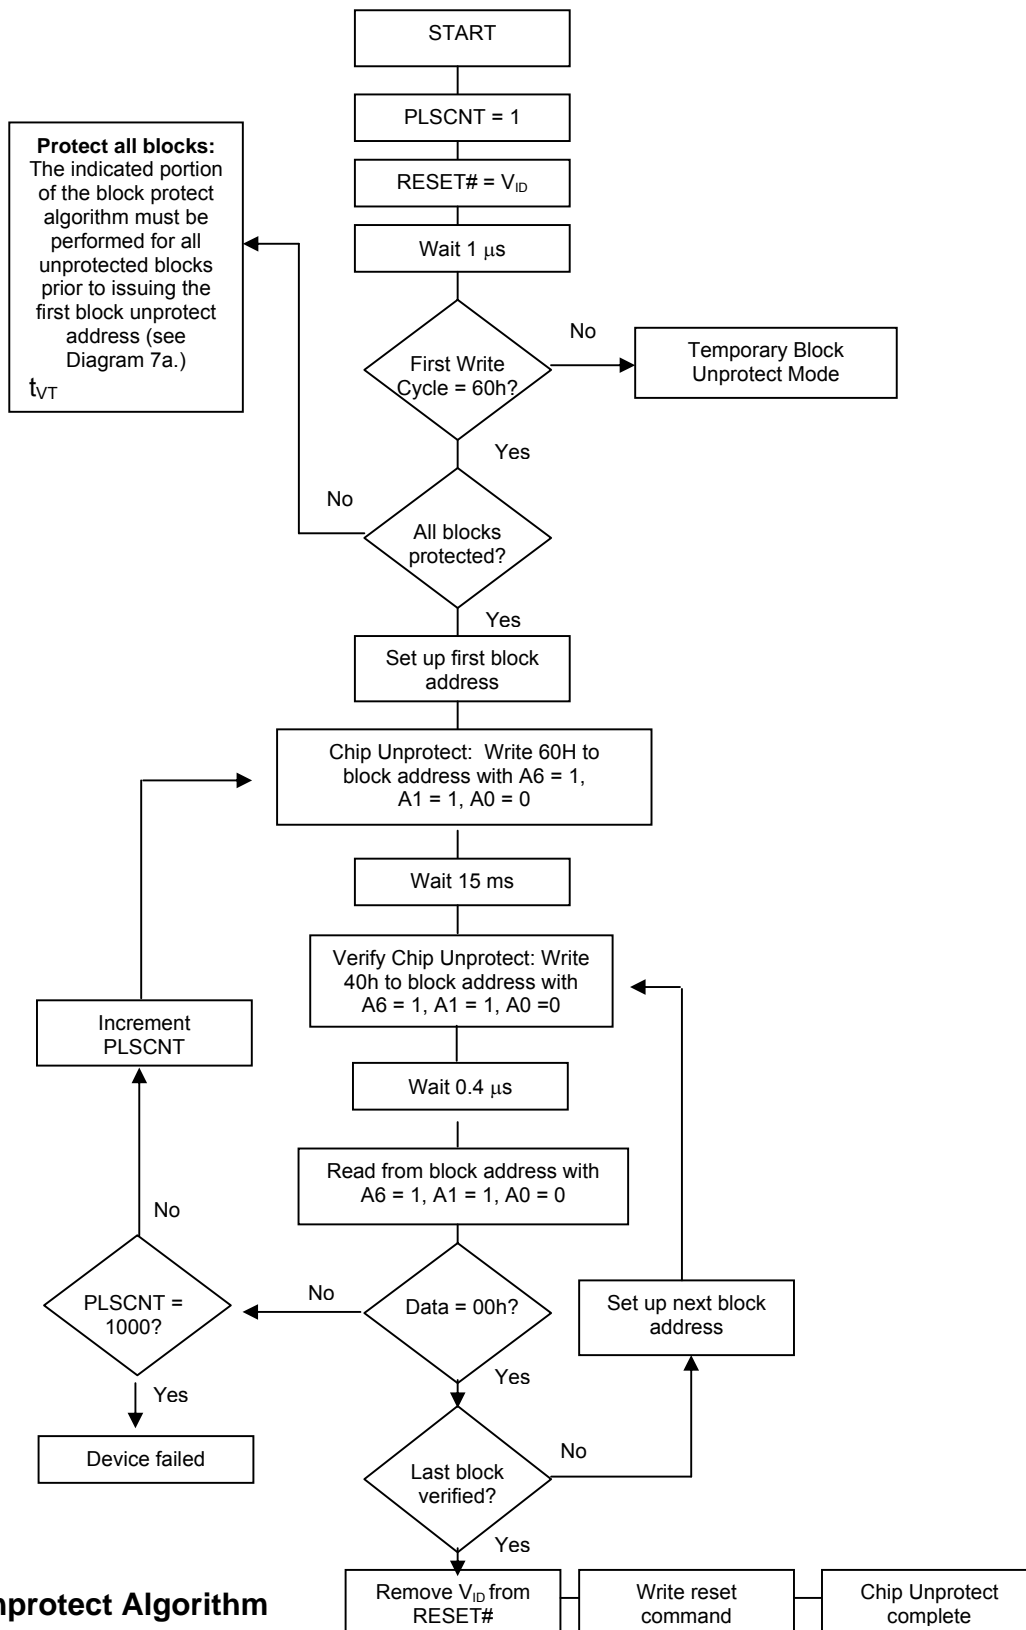 START
PLSCNT = 1
Protect all blocks:
The indicated portion
of the block protect
algorithm must be
performed for all
unprotected blocks
prior to issuing the
first block unprotect
address (see
Diagram 7a.)
tVT
RESET# = VID
Wait 1 μs
First Write
Cycle = 60h?
No
Temporary Block
Unprotect Mode
Yes
All blocks
protected?
No
Yes
Set up first block
address
Chip Unprotect: Write 60H to
block address with A6 = 1,
A1 = 1, A0 = 0
Wait 15 ms
Verify Chip Unprotect: Write
40h to block address with
A6 = 1, A1 = 1, A0 =0
Increment
PLSCNT
Wait 0.4 μs
Read from block address with
A6 = 1, A1 = 1, A0 = 0
No
PLSCNT =
1000?
No
Data = 00h?
Set up next block
address
Yes
Yes
Device failed
Last block
verified?
No
Yes
nprotect Algorithm
Remove VID from
RESET#
Write reset
command
Chip Unprotect
complete